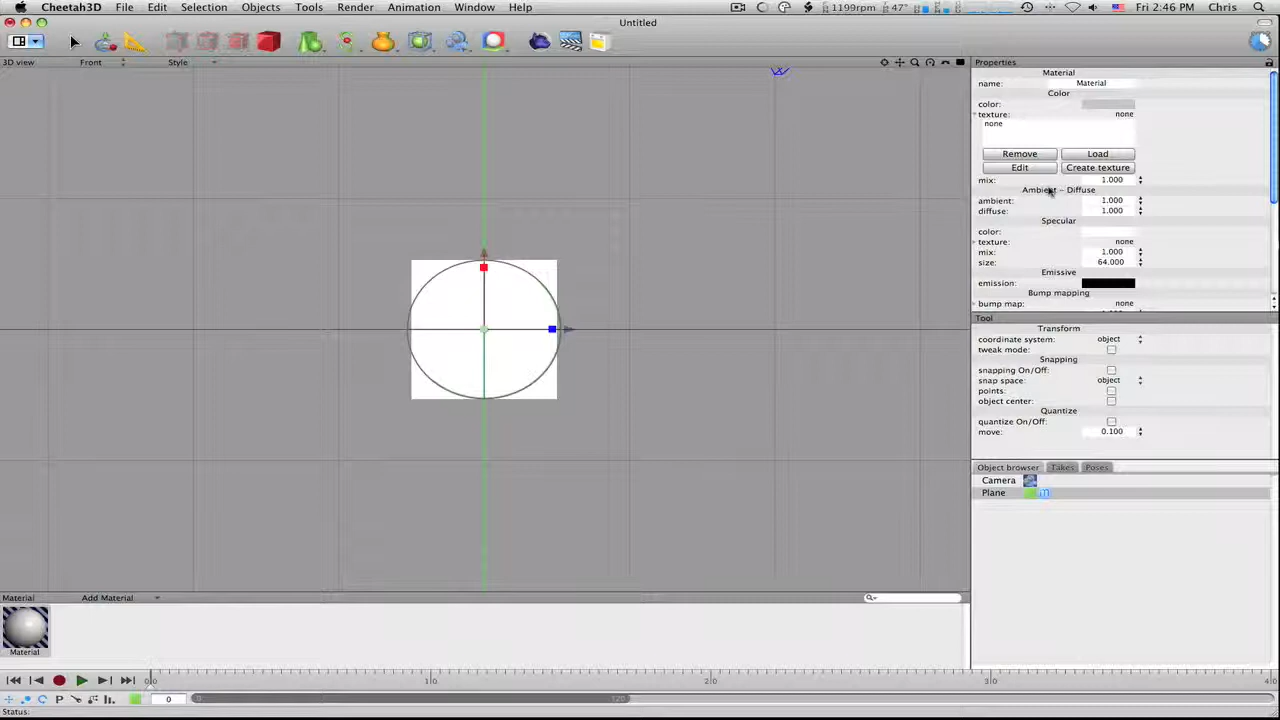 Cheetah3D File Edit Selection Objects Tools Render Animation Window Help 1199rpm 47° Fri 2:46 PM Chris
Untitled
3D view Front Style Properties
Material
name: Material
Color
color:
texture: none
none
Remove Load
Edit Create texture
mix: 1.000
Ambient - Diffuse
ambient: 1.000
diffuse: 1.000
Specular
color:
texture: none
mix: 1.000
size: 64.000
Emissive
emission:
Bump mapping
bump map: none
Tool
Transform
coordinate system: object
tweak mode:
Snapping
snapping On/Off:
snap space: object
points:
object center:
Quantize
quantize On/Off:
move: 0.100
Object browser Takes Poses
Camera
Plane
Material Add Material
Material
0
Status: